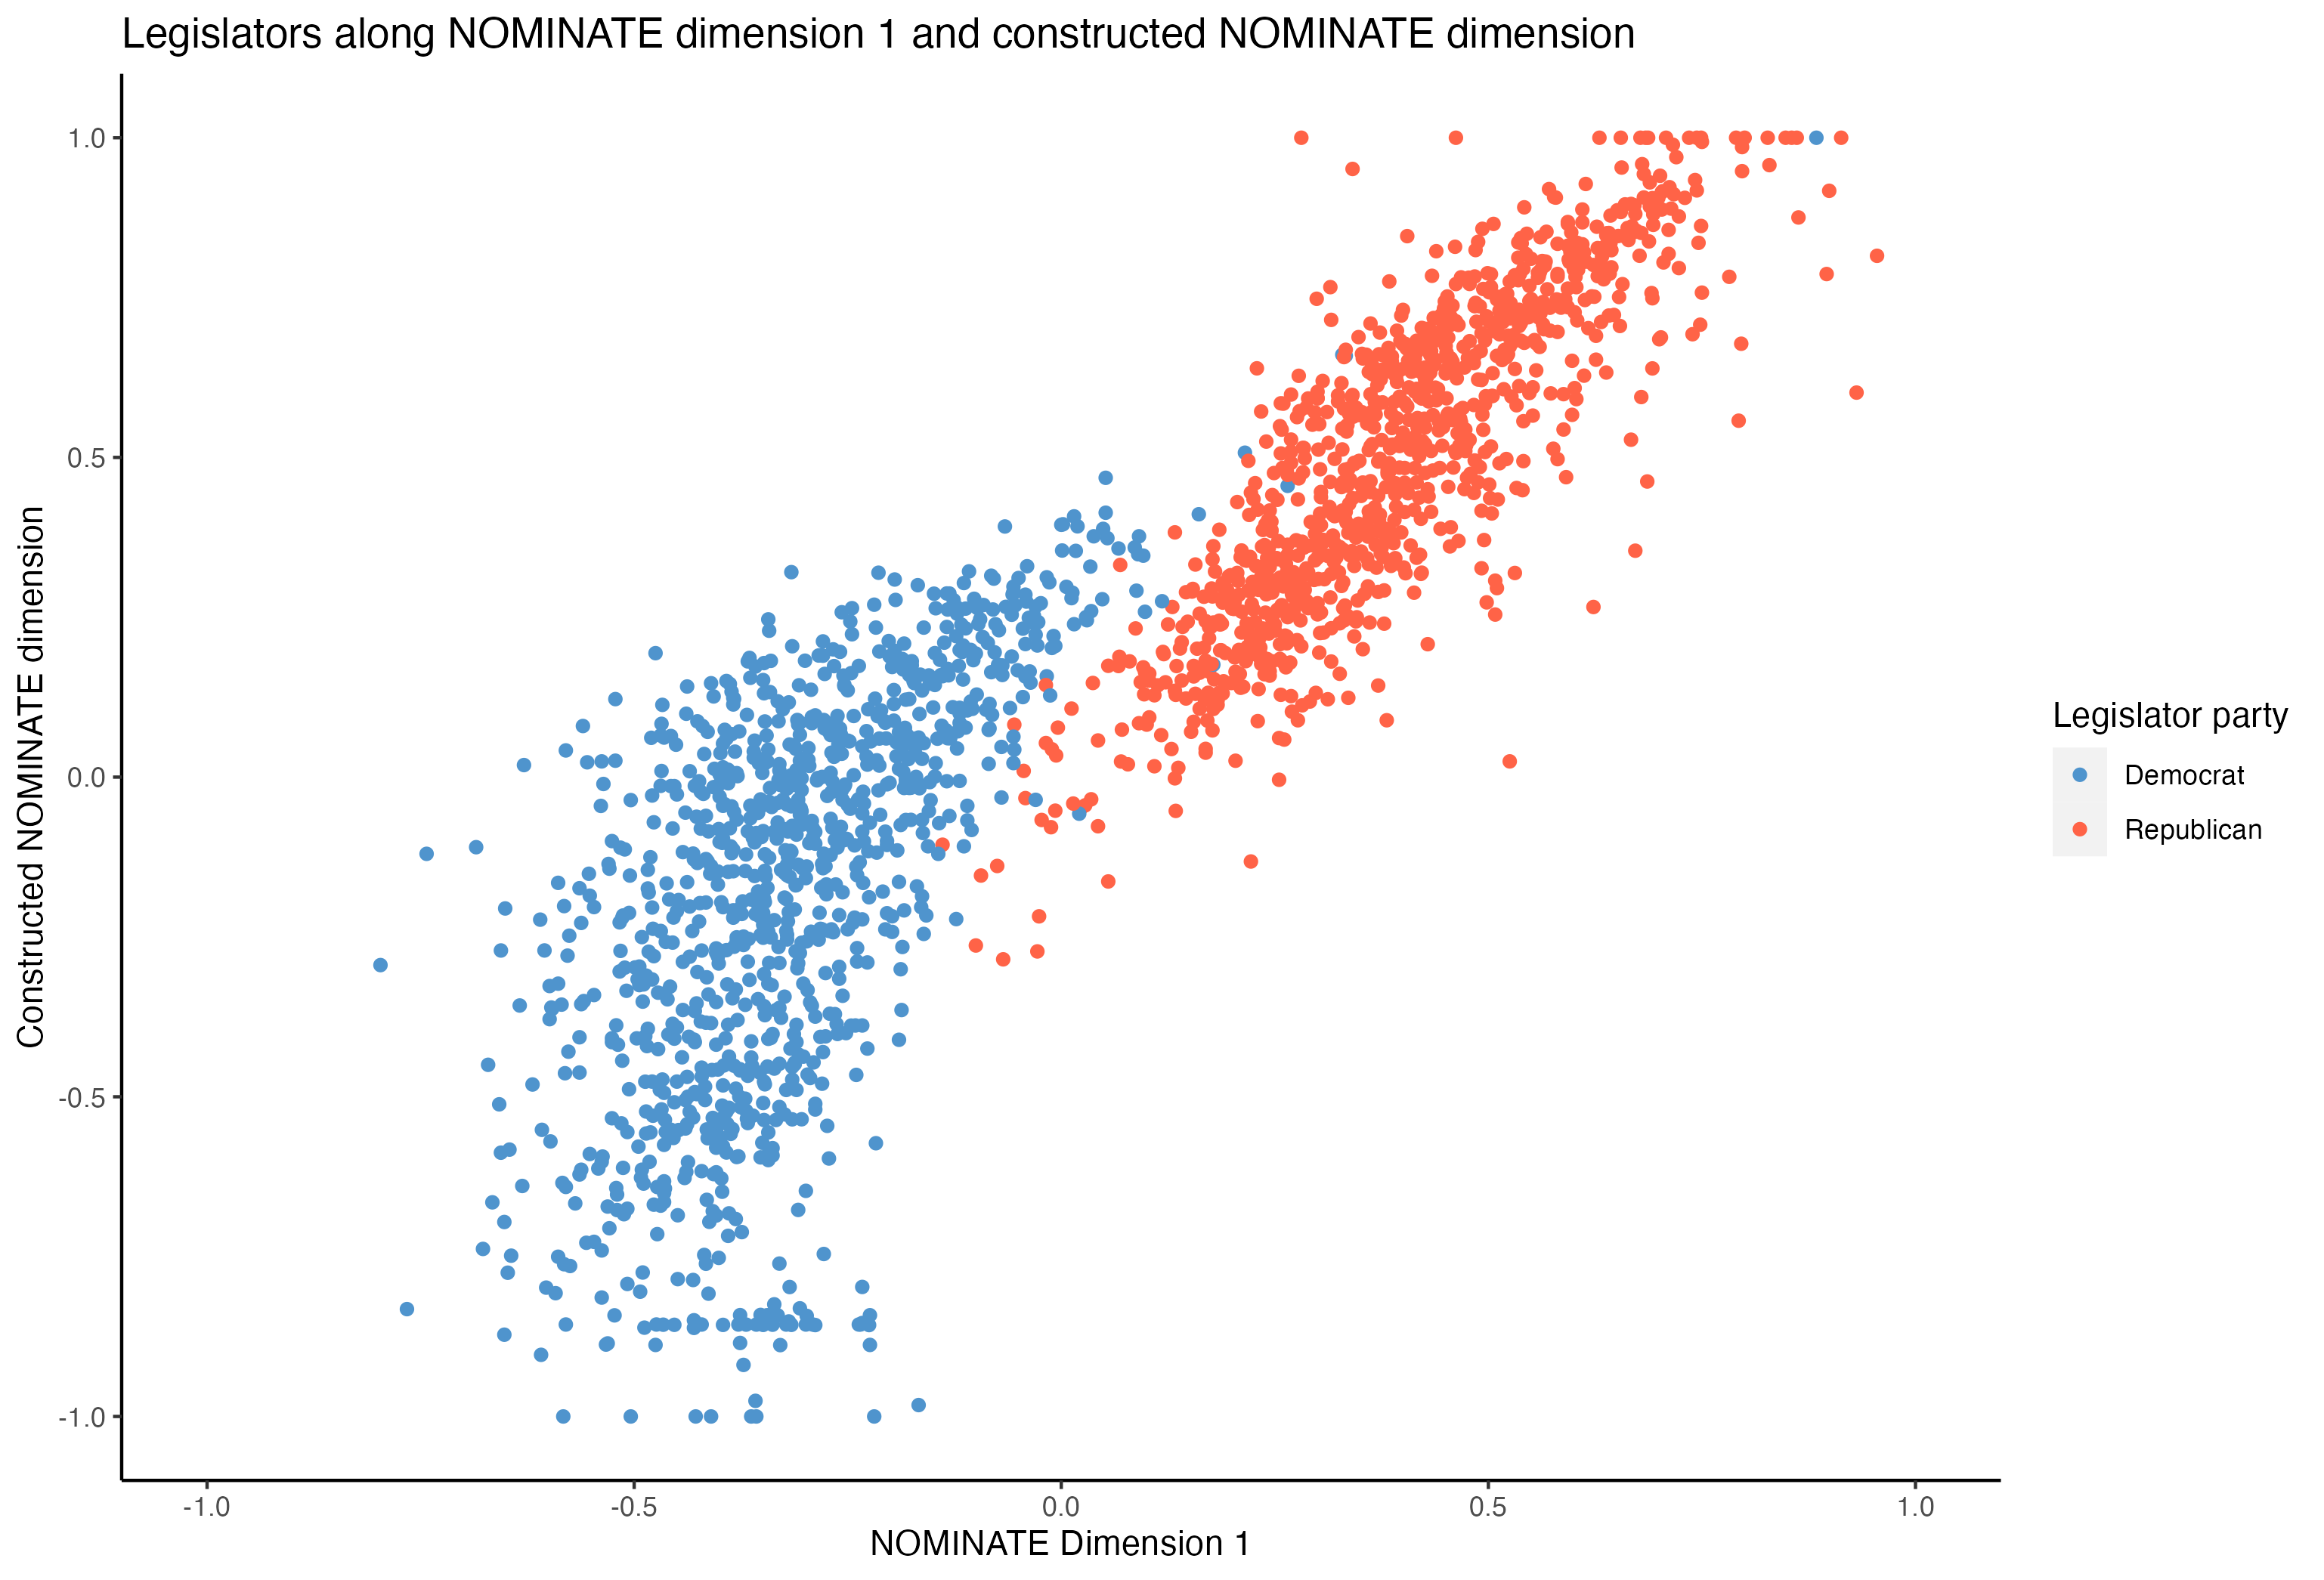 Legislators along NOMINATE dimension 1 and constructed NOMINATE dimension
Constructed NOMINATE dimension
1.0
0.5
0.0
-0.5
-1.0
-1.0
-0.5
0.0
0.5
1.0
NOMINATE Dimension 1
Legislator party
Democrat
Republican